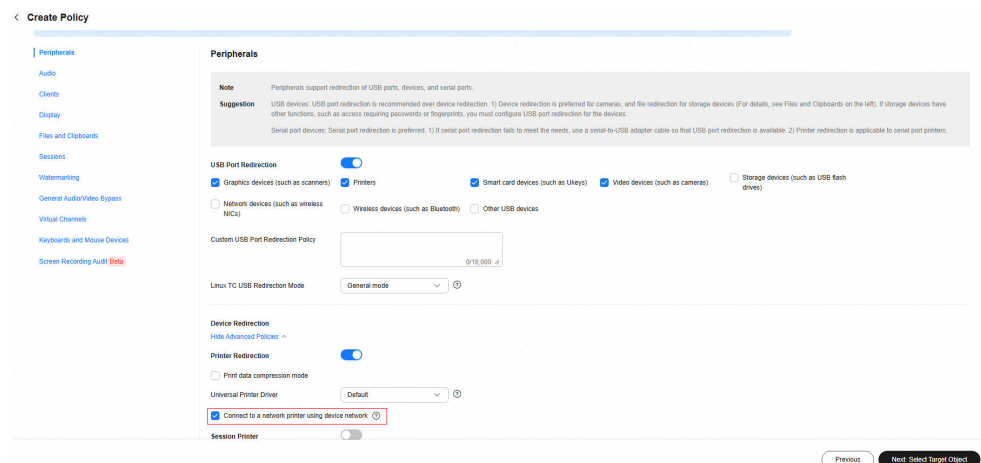 Create Policy
Peripherals
Audio
Clients
Display
Files and Clipboards
Sessions
Watermarking
General Audio/Video Bypass
Virtual Channels
Keyboards and Mouse Devices
Screen Recording Audit Beta
Peripherals
Note Peripherals support redirection of USB ports, devices, and serial ports.
Suggestion USB devices: USB port redirection is recommended over device redirection. 1) Device redirection is preferred for cameras, and file redirection for storage devices (For details, see Files and Clipboards on the left). If storage devices have
other functions, such as access requiring passwords or fingerprints, you must configure USB port redirection for the devices.
Serial port devices: Serial port redirection is preferred. 1) If serial port redirection fails to meet the needs, use a serial-to-USB adapter cable so that USB port redirection is available. 2) Printer redirection is applicable to serial port printers.
USB Port Redirection
Graphics devices (such as scanners) Printers Smart card devices (such as Ukeys) Video devices (such as cameras) Storage devices (such as USB flash
drives)
Network devices (such as wireless
NICs) Wireless devices (such as Bluetooth) Other USB devices
Custom USB Port Redirection Policy
0/18,000
Linux TC USB Redirection Mode General mode
Device Redirection
Hide Advanced Policies
Printer Redirection
Print data compression mode
Universal Printer Driver Default
Connect to a network printer using device network
Session Printer
Previous Next: Select Target Object